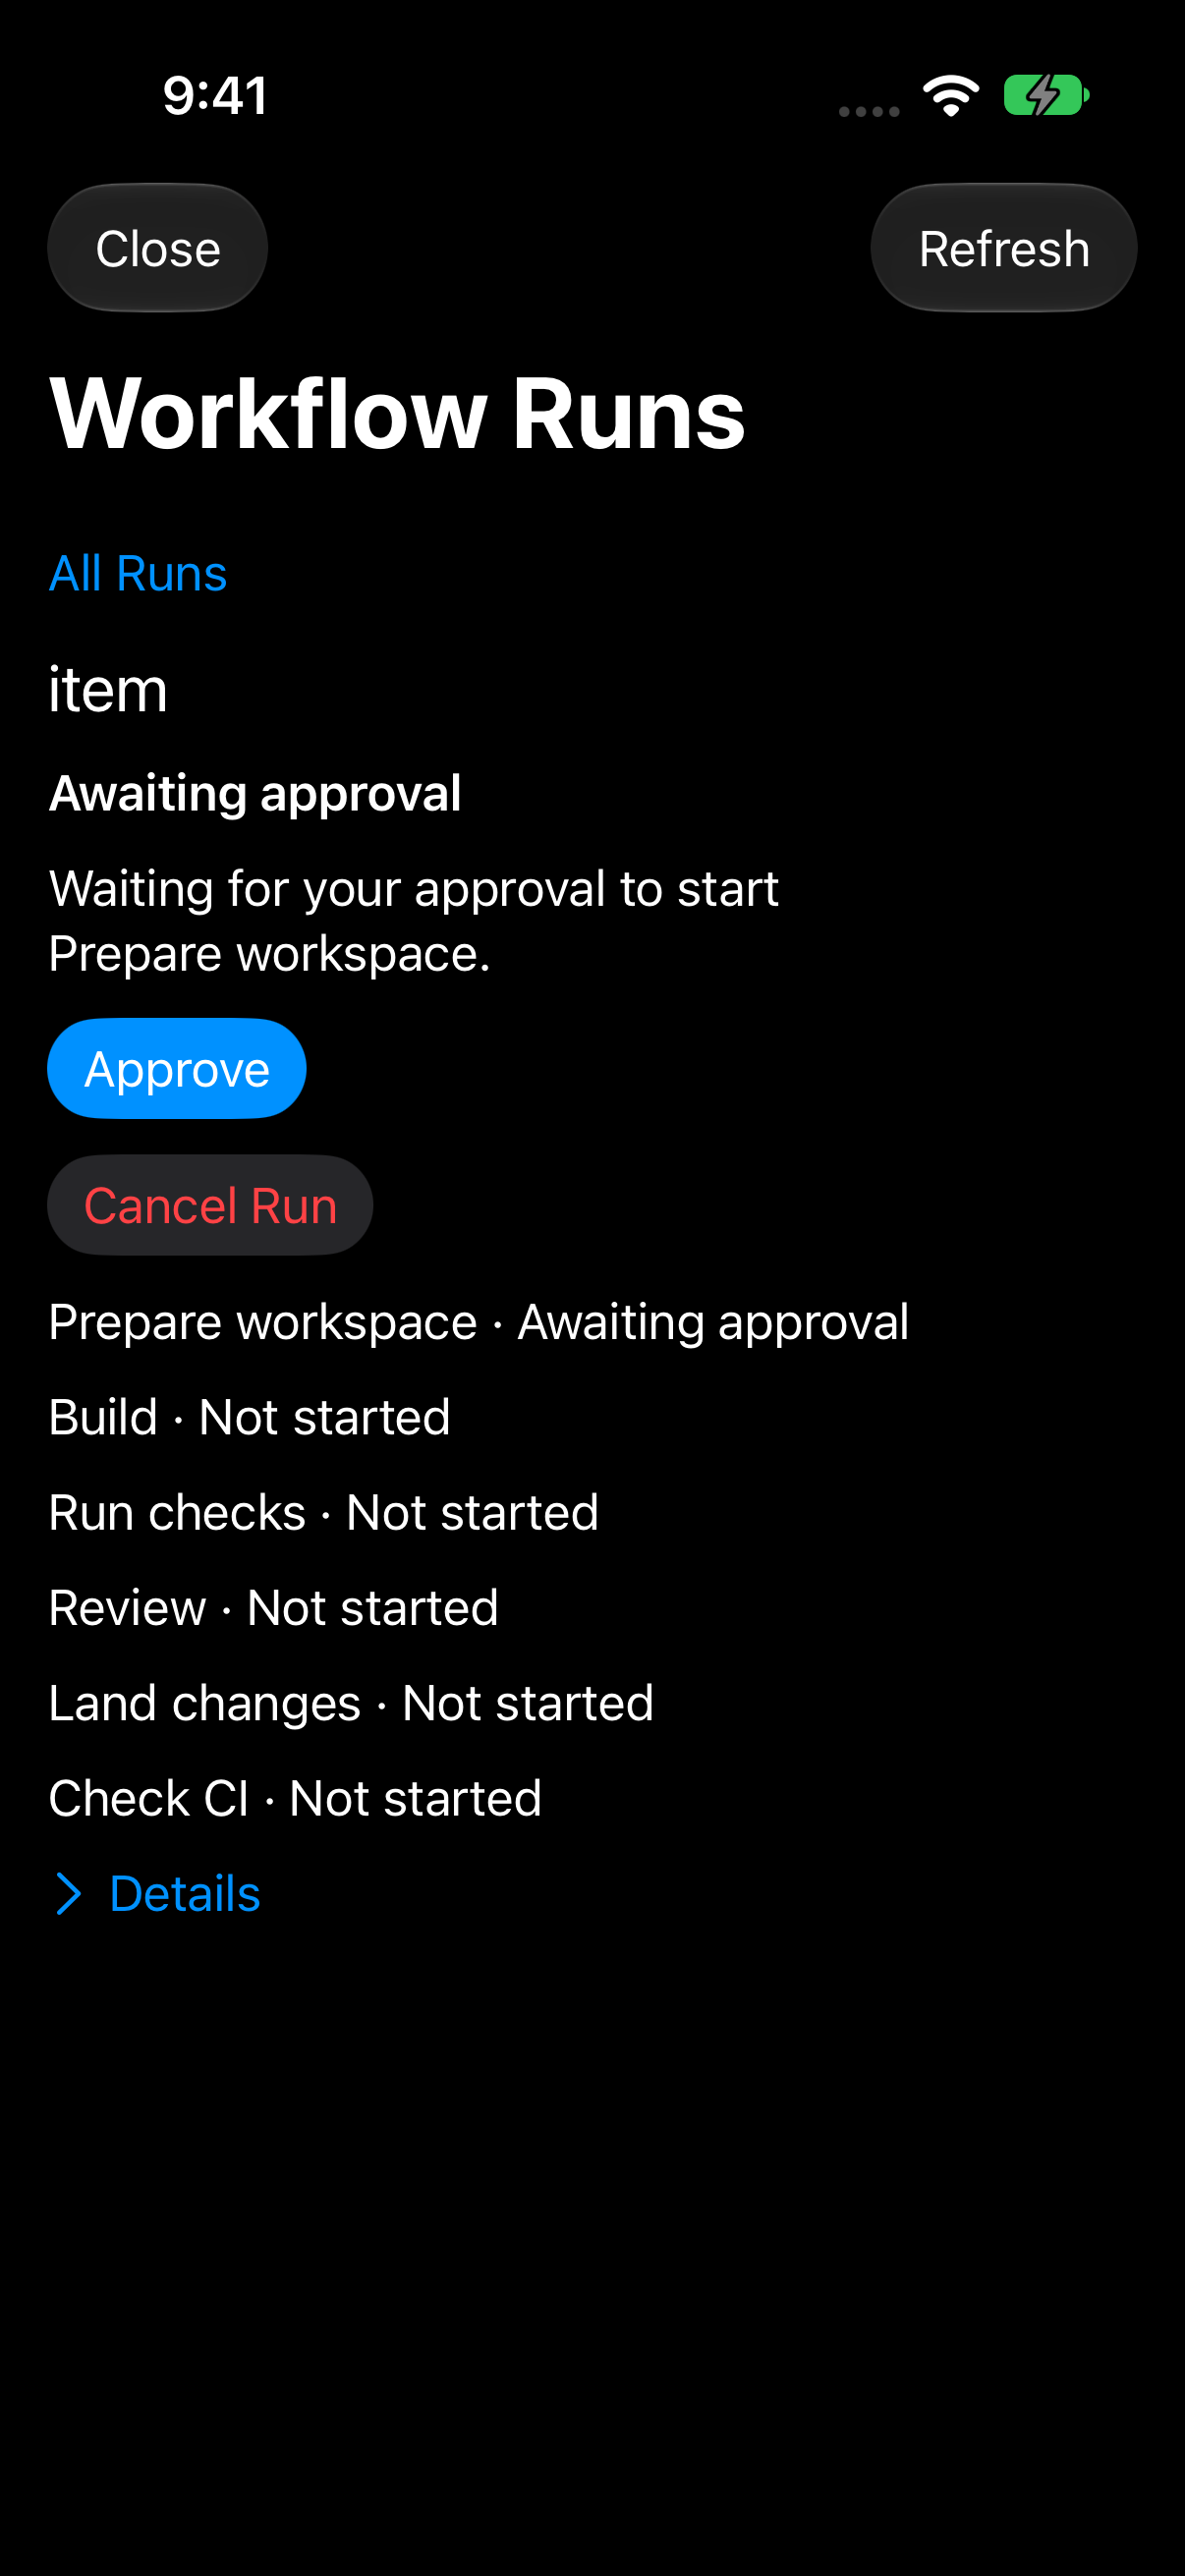 9:41
Close
Refresh
Workflow Runs
All Runs
item
Awaiting approval
Waiting for your approval to start
Prepare workspace.
Approve
Cancel Run
Prepare workspace · Awaiting approval
Build · Not started
Run checks · Not started
Review · Not started
Land changes · Not started
Check CI · Not started
Details